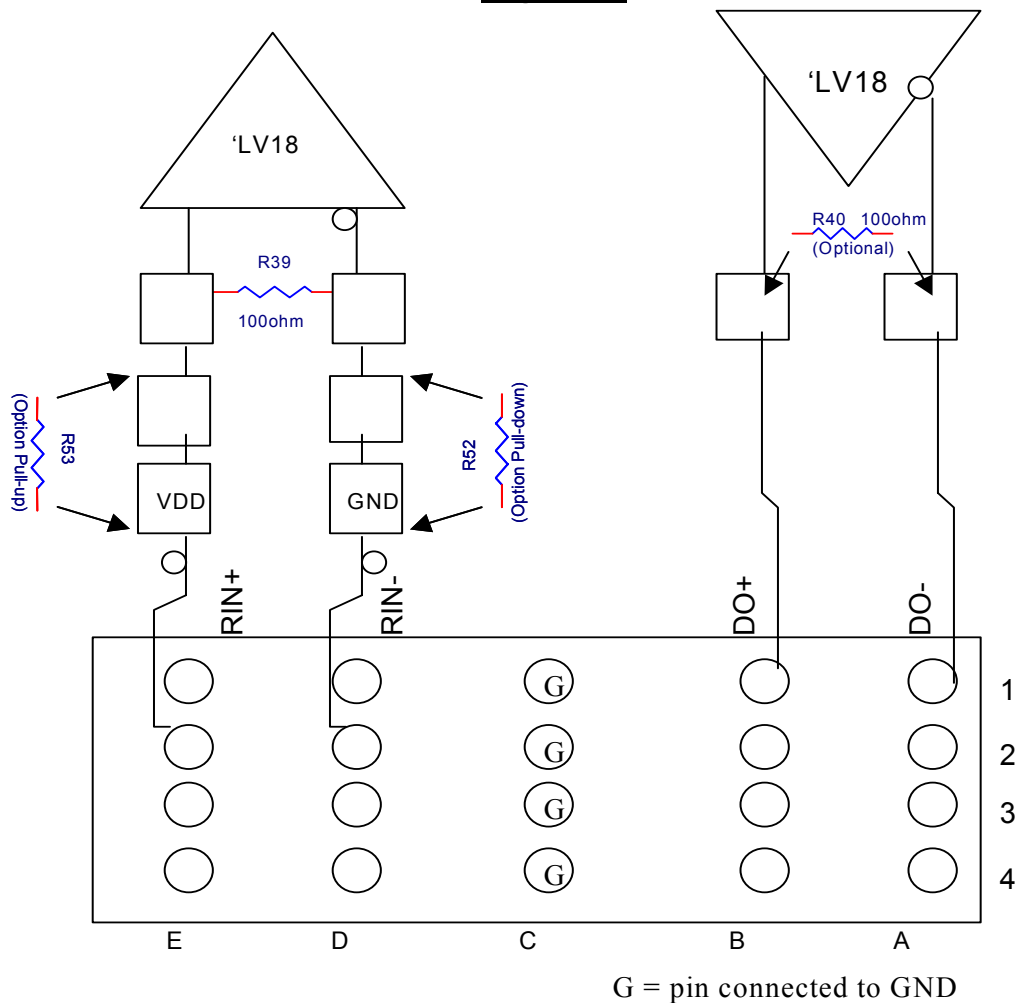 ‘LV18
‘LV18
R40 100ohm
(Optional)
R39
100ohm
R53
(Option Pull-up)
R52
(Option Pull-down)
VDD
GND
RIN+
RIN-
DO+
DO-
G
1
G
2
G
3
G
4
E
D
C
B
A
G = pin connected to GND